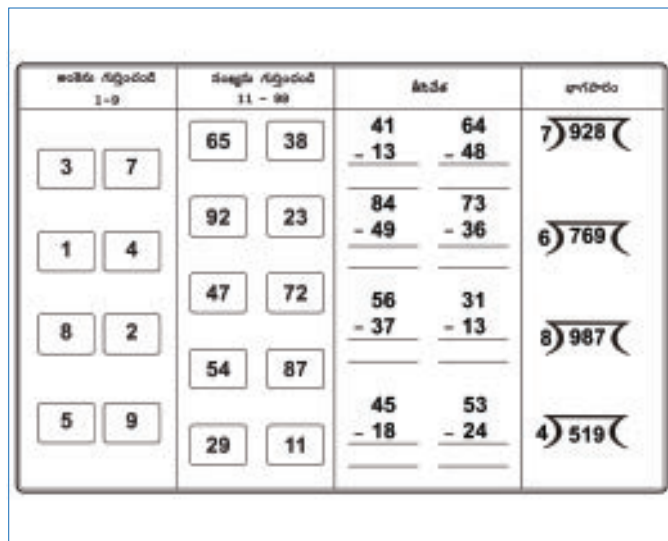 అంకెను గుర్తించండి
1-9
3 7
1 4
8 2
5 9
సంఖ్యను గుర్తించండి
11 - 99
65 38
92 23
47 72
54 87
29 11
తీసివేత
41 64
- 13 - 48
84 73
- 49 - 36
56 31
- 37 - 13
45 53
- 18 - 24
భాగహారం
7)928(
6)769(
8)987(
4)519(